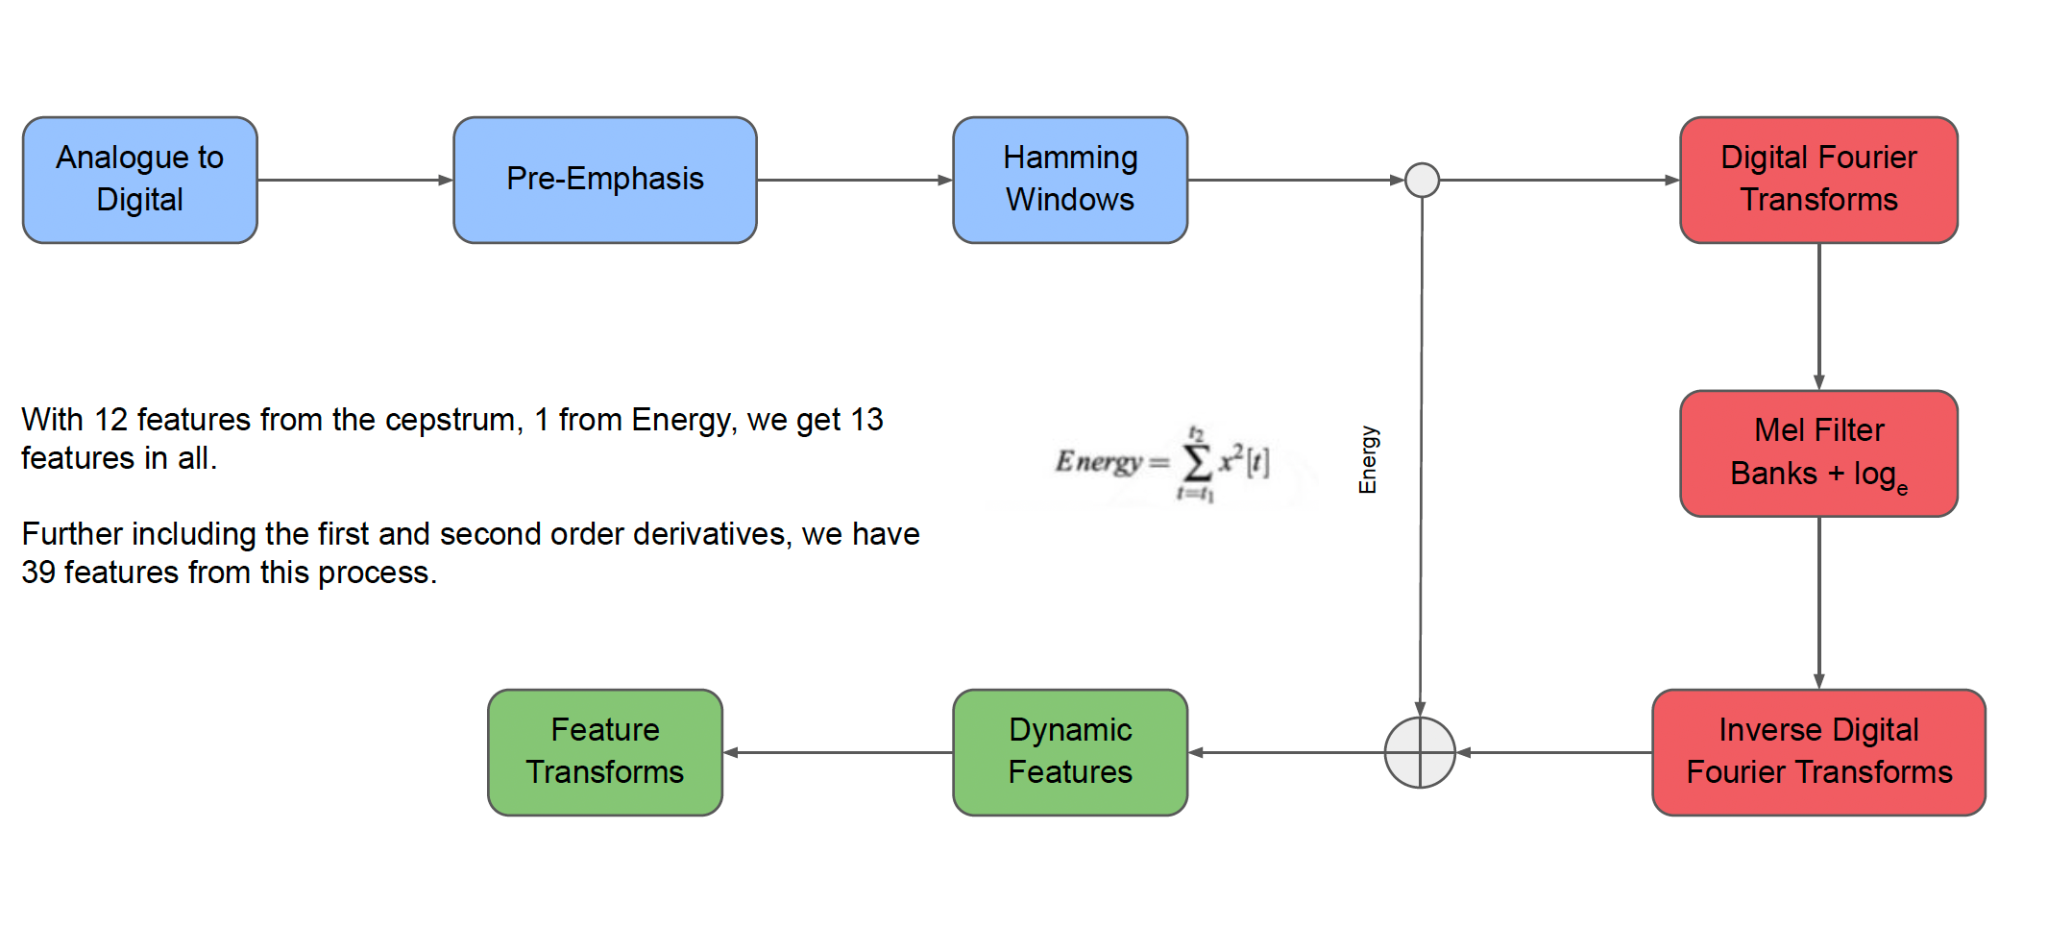 Analogue to
Digital
Pre-Emphasis
Hamming
Windows
Digital Fourier
Transforms
With 12 features from the cepstrum, 1 from Energy, we get 13
features in all.
Further including the first and second order derivatives, we have
39 features from this process.
Energy = ∑_{t=t₁}^{t₂} x²[t]
Energy
Mel Filter
Banks + logₑ
Feature
Transforms
Dynamic
Features
Inverse Digital
Fourier Transforms